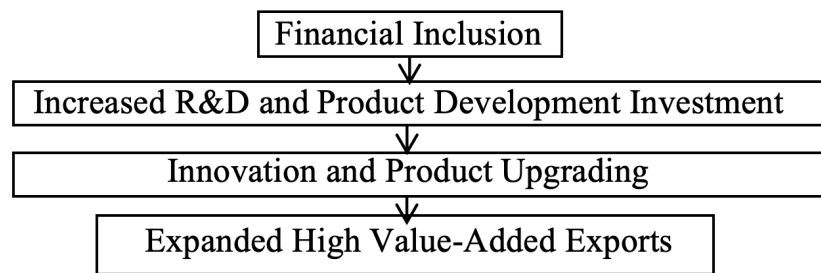 Financial Inclusion
Increased R&D and Product Development Investment
Innovation and Product Upgrading
Expanded High Value-Added Exports